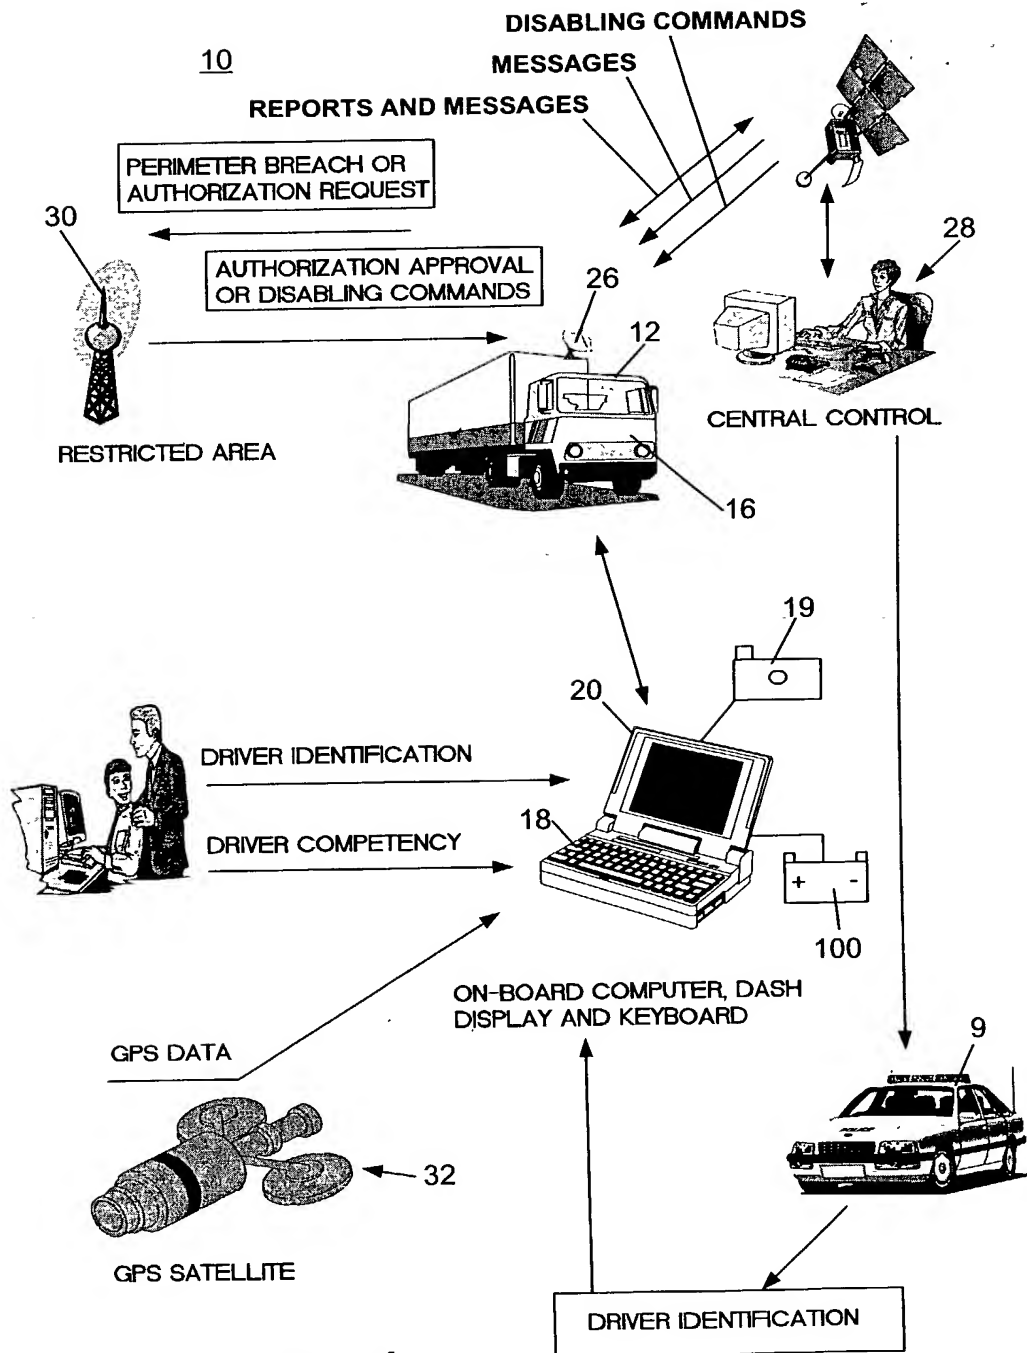 DISABLING COMMANDS
10
MESSAGES
REPORTS AND MESSAGES
PERIMETER BREACH OR
AUTHORIZATION REQUEST
30
28
AUTHORIZATION APPROVAL
OR DISABLING COMMANDS
26
12
CENTRAL CONTROL
RESTRICTED AREA
16
19
20
DRIVER IDENTIFICATION
18
DRIVER COMPETENCY
+ -
100
ON-BOARD COMPUTER, DASH
DISPLAY AND KEYBOARD
9
GPS DATA
POLICE
32
GPS SATELLITE
DRIVER IDENTIFICATION